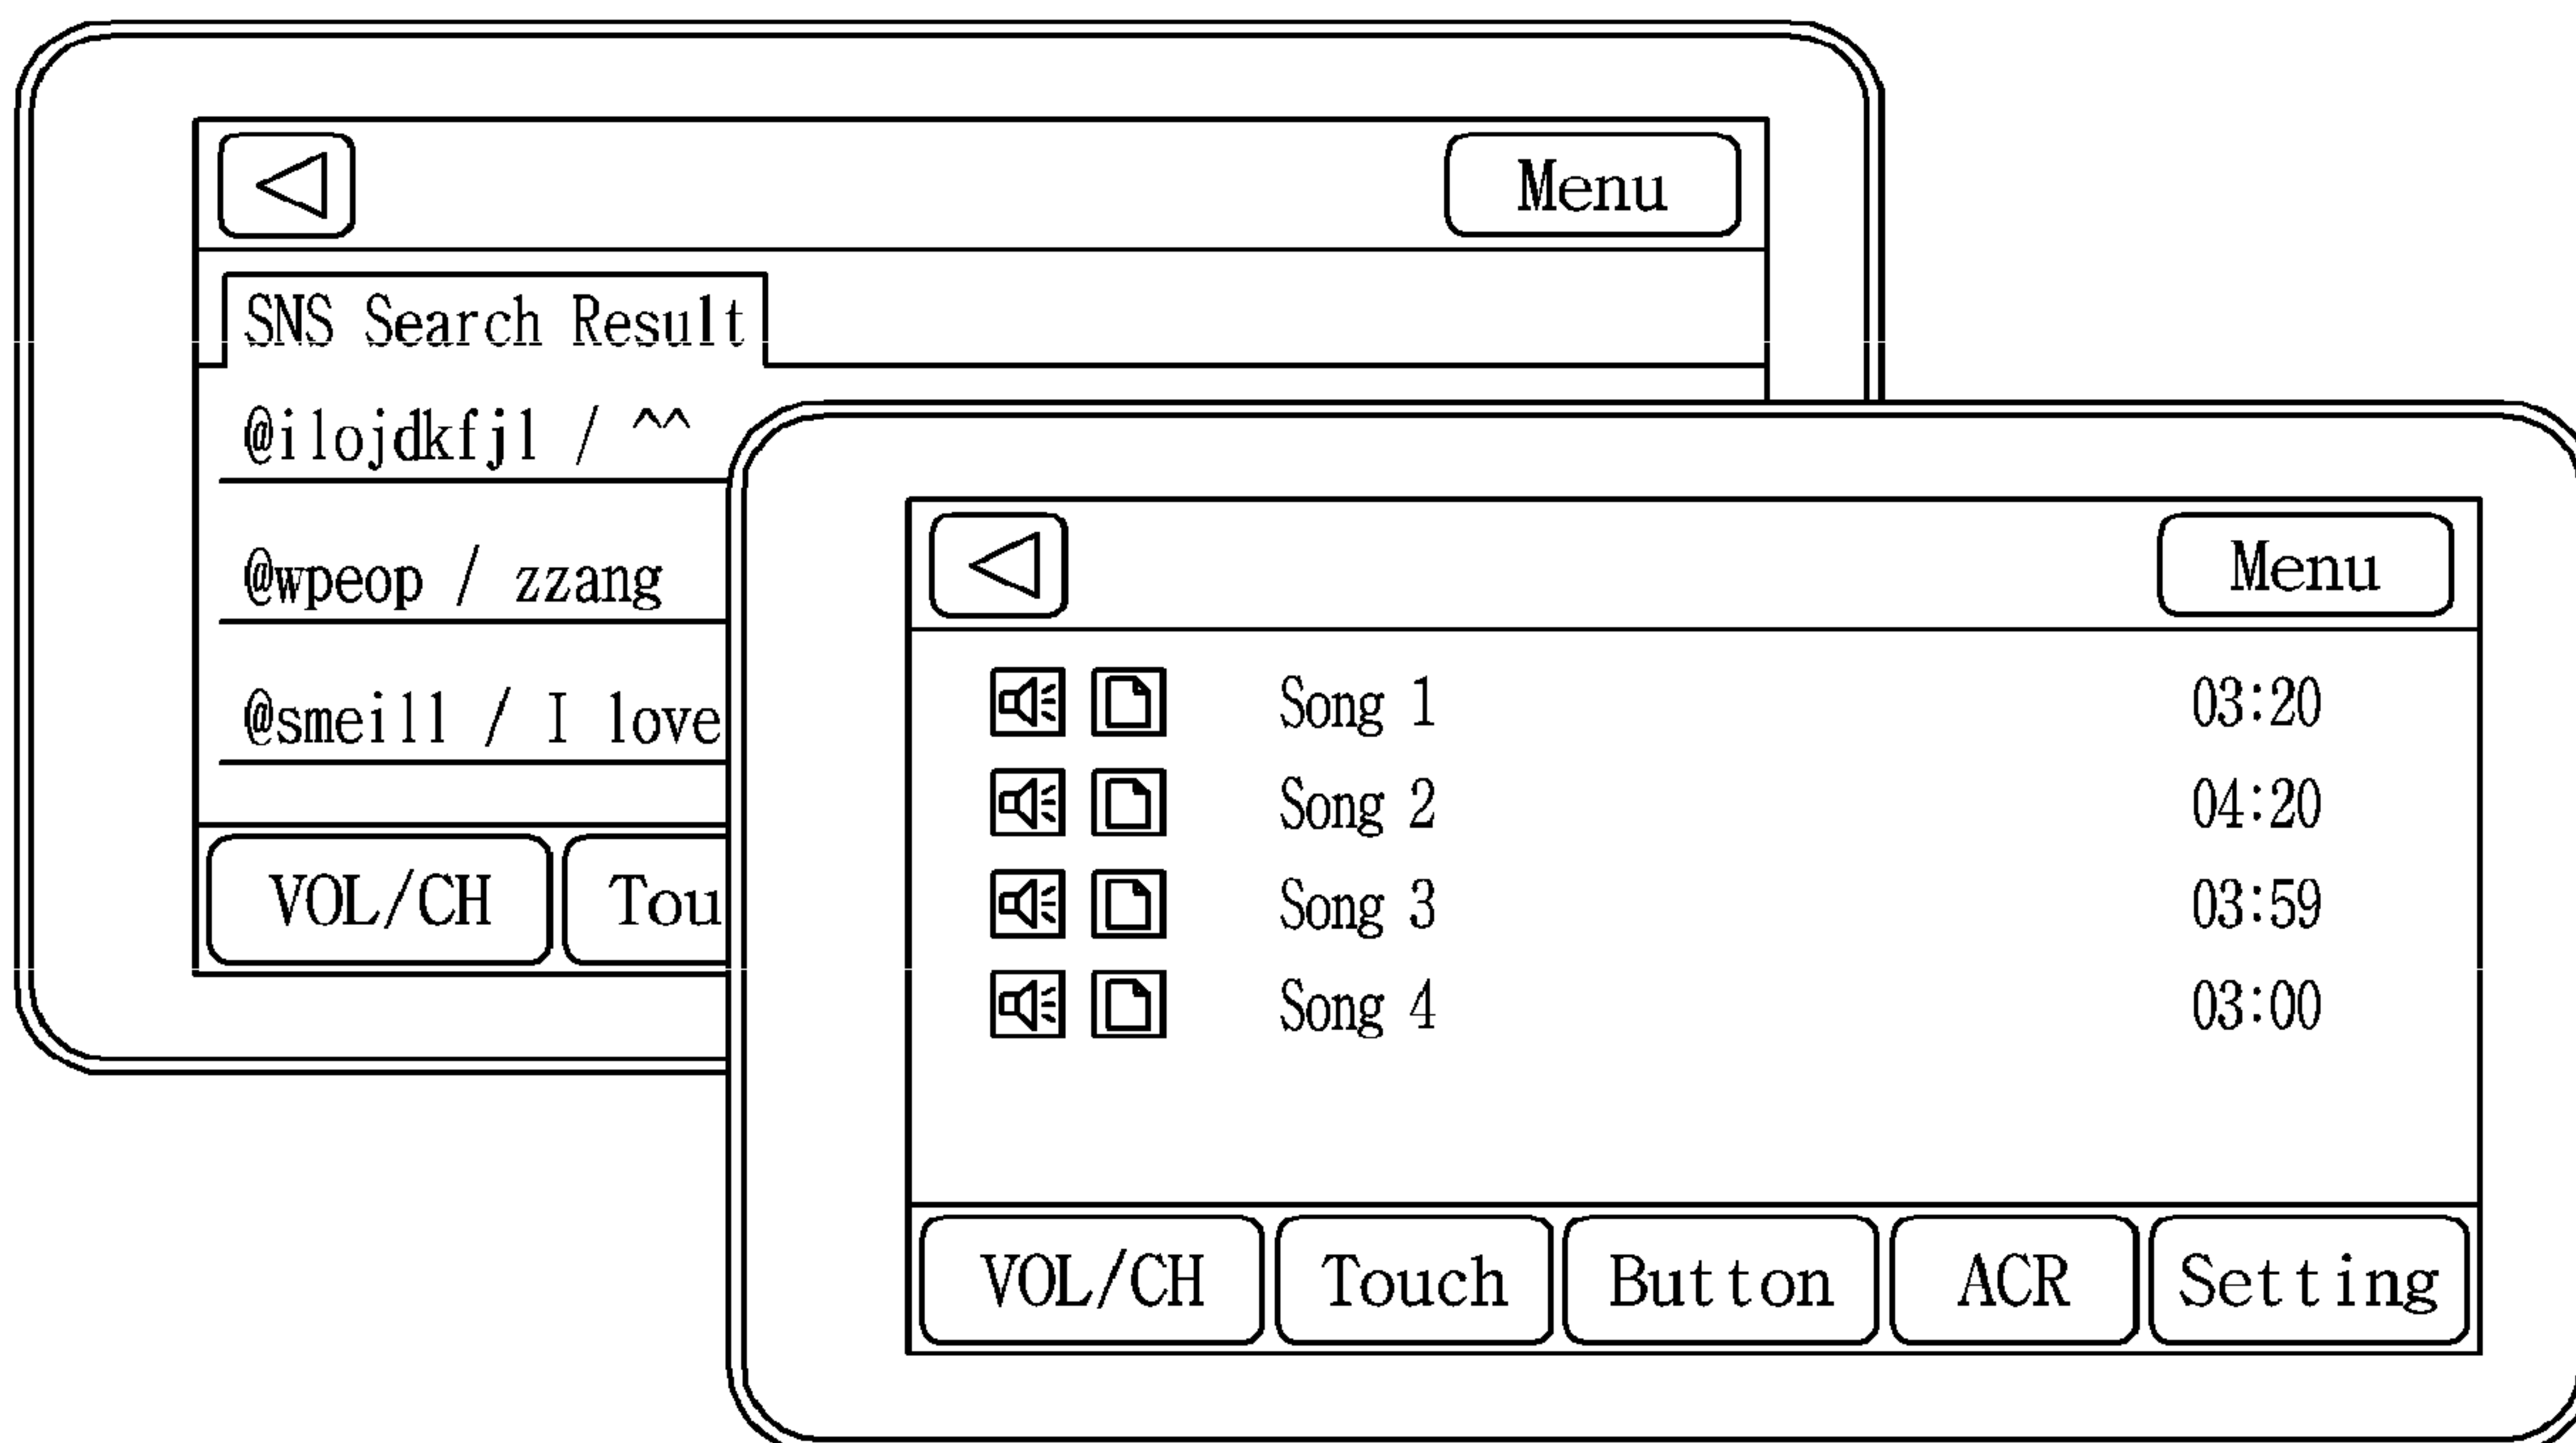 Menu
SNS Search Result
@ilojdkfjl / ^^
@wpeop / zzang
@smeill / I love
VOL/CH
Menu
Song 1 03:20
Song 2 04:20
Song 3 03:59
Song 4 03:00
VOL/CH Touch Button ACR Setting